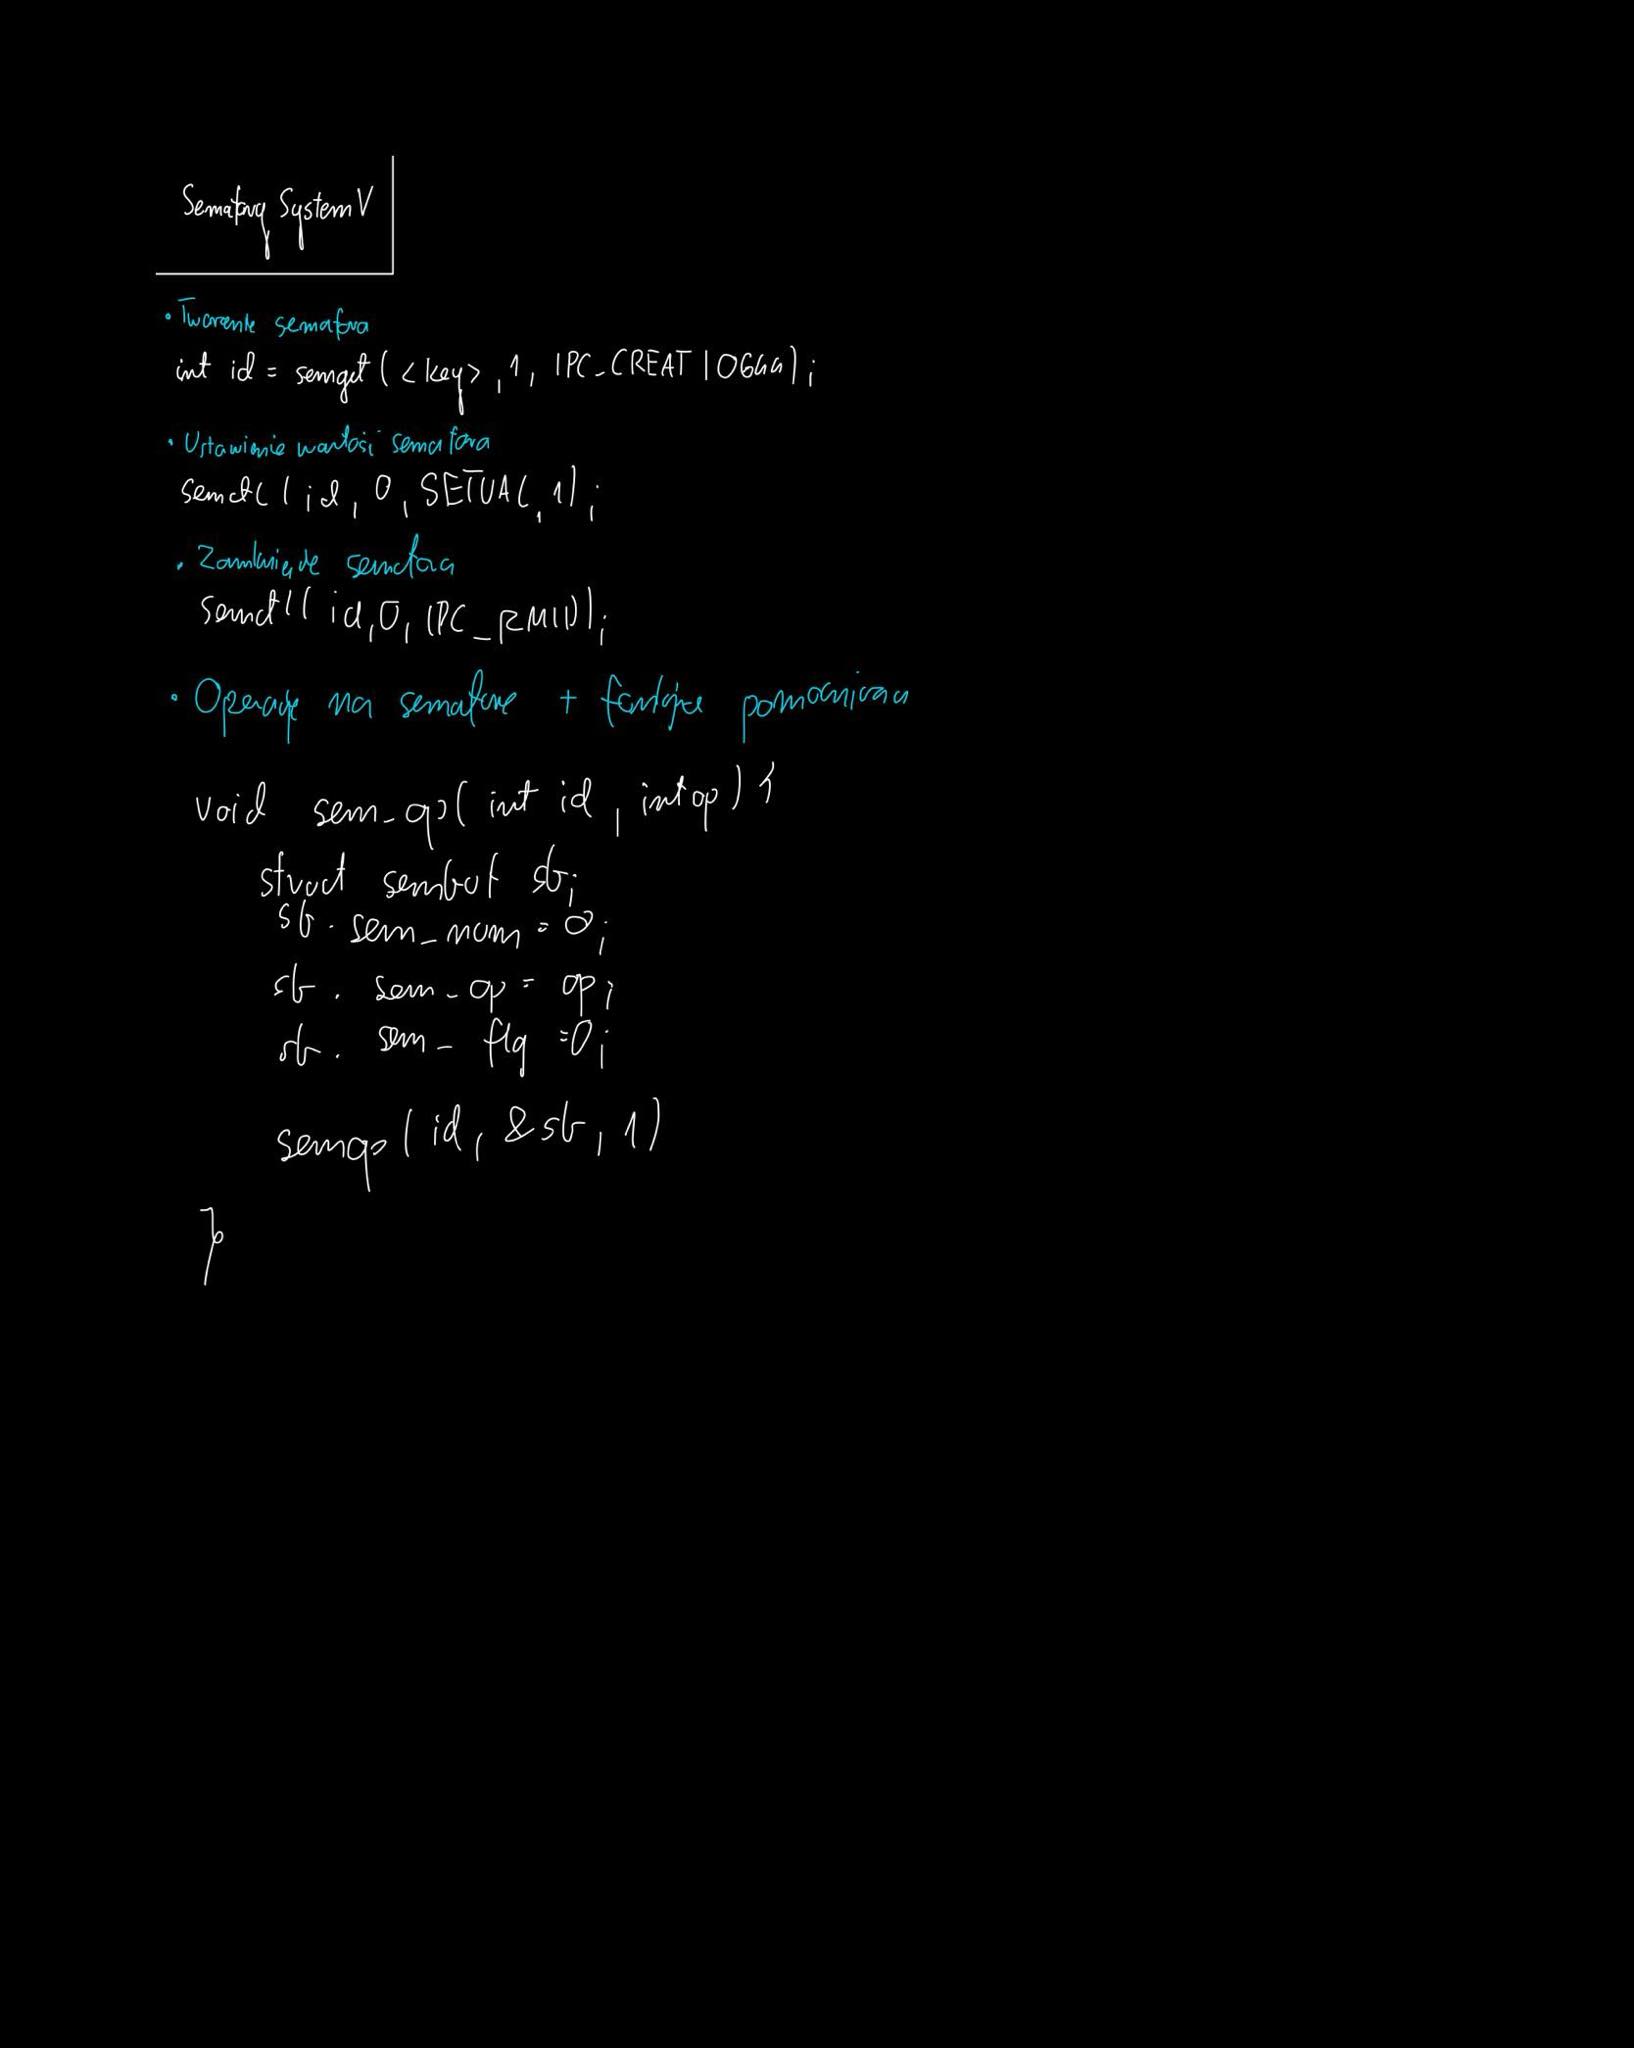 Semafory System V
• Tworzenie semafora
int id = semget(<key>, 1, IPC_CREAT | 0644);
• Ustawienie wartości semafora
semctl(id, 0, SETVAL, 1);
• Zamknięcie semafora
semctl(id, 0, IPC_RMID);
• Operacje na semaforze + funkcja pomocnicza
void sem_op(int id, int op) {
struct sembuf sb;
sb.sem_num = 0;
sb.sem_op = op;
sb.sem_flg = 0;
semop(id, &sb, 1)
}